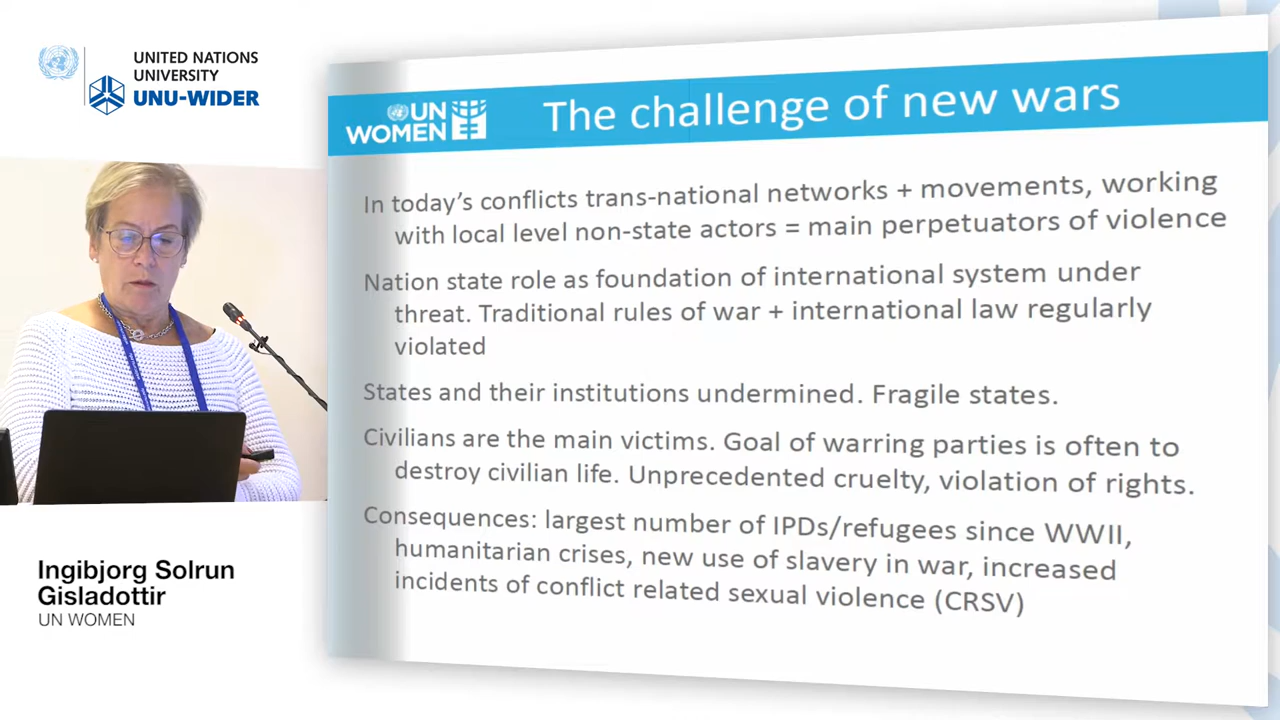 UNITED NATIONS
UNIVERSITY
UNU-WIDER
UN
WOMEN
The challenge of new wars
In today's conflicts trans-national networks + movements, working
with local level non-state actors = main perpetuators of violence
Nation state role as foundation of international system under
threat. Traditional rules of war + international law regularly
violated
States and their institutions undermined. Fragile states.
Civilians are the main victims. Goal of warring parties is often to
destroy civilian life. Unprecedented cruelty, violation of rights.
Consequences: largest number of IPDs/refugees since WWII,
humanitarian crises, new use of slavery in war, increased
incidents of conflict related sexual violence (CRSV)
Ingibjorg Solrun
Gisladottir
UN WOMEN